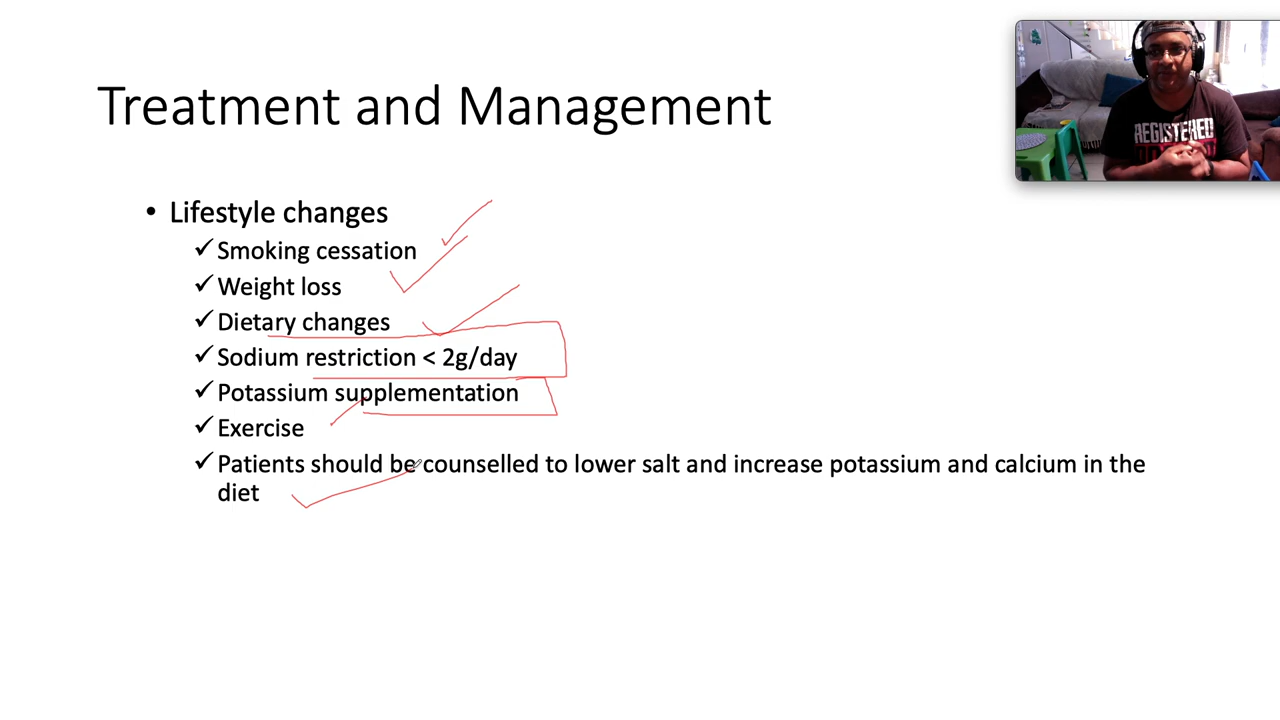 Treatment and Management
• Lifestyle changes
✓ Smoking cessation
✓ Weight loss
✓ Dietary changes
✓ Sodium restriction < 2g/day
✓ Potassium supplementation
✓ Exercise
✓ Patients should be counselled to lower salt and increase potassium and calcium in the
diet
REGISTERED